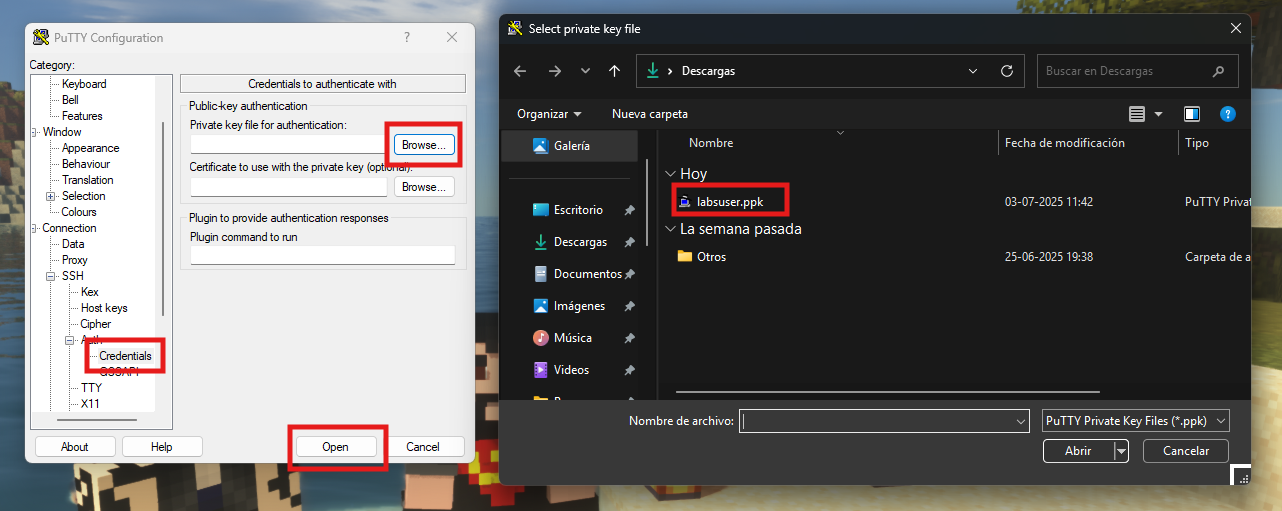 PuTTY Configuration
Category:
Keyboard
Bell
Features
Window
Appearance
Behaviour
Translation
Selection
Colours
Connection
Data
Proxy
SSH
Kex
Host keys
Cipher
Auth
Credentials
GSSAPI
TTY
X11
Credentials to authenticate with
Public-key authentication
Private key file for authentication:
Browse...
Certificate to use with the private key (optional):
Browse...
Plugin to provide authentication responses
Plugin command to run
About
Help
Open
Cancel
Select private key file
Descargas
Buscar en Descargas
Organizar
Nueva carpeta
Galería
Escritorio
Descargas
Documentos
Imágenes
Música
Videos
Nombre
Fecha de modificación
Tipo
Hoy
labsuser.ppk
03-07-2025 11:42
PuTTY Priva
La semana pasada
Otros
25-06-2025 19:38
Carpeta de a
Nombre de archivo:
PuTTY Private Key Files (*.ppk)
Abrir
Cancelar